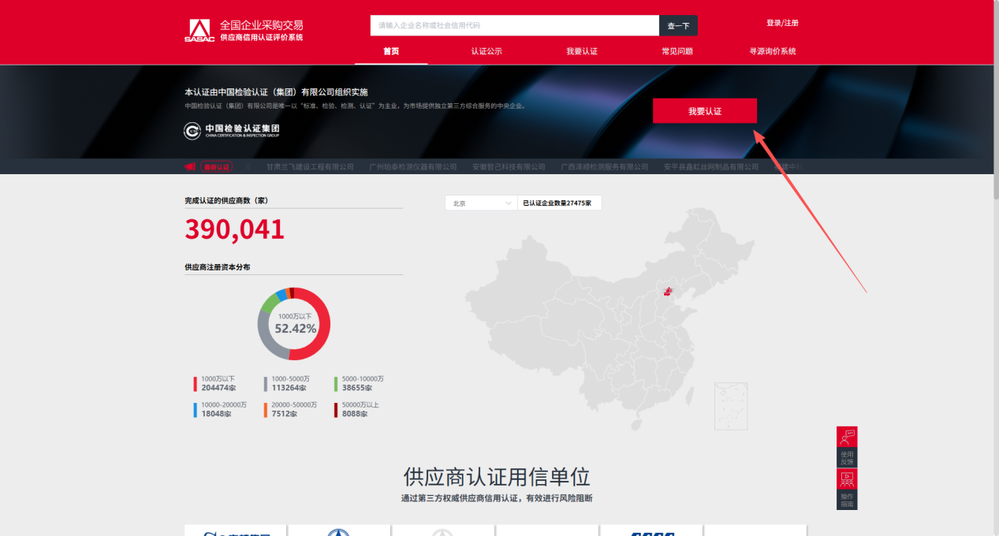 SASAC
全国企业采购交易
供应商信用认证评价系统
请输入企业名称或社会信用代码
查一下
登录/注册
首页
认证公示
我要认证
常见问题
寻源询价系统
本认证由中国检验认证（集团）有限公司组织实施
中国检验认证（集团）有限公司是唯一以“标准、检验、检测、认证”为主业，为市场提供独立第三方综合服务的中央企业。
我要认证
中国检验认证集团
CHINA CERTIFICATION & INSPECTION GROUP
最新认证
甘肃兰飞建设工程有限公司
广州珀泰检测仪器有限公司
安徽智己科技有限公司
广西泽顺检测服务有限公司
安平县鑫虹丝网制品有限公司
完成认证的供应商数（家）
390,041
北京
已认证企业数量27475家
供应商注册资本分布
1000万以下
52.42%
1000万以下
204474家
1000-5000万
113264家
5000-10000万
38655家
10000-20000万
18048家
20000-50000万
7512家
50000万以上
8088家
使用
反馈
操作
指南
供应商认证用信单位
通过第三方权威供应商信用认证，有效进行风险阻断